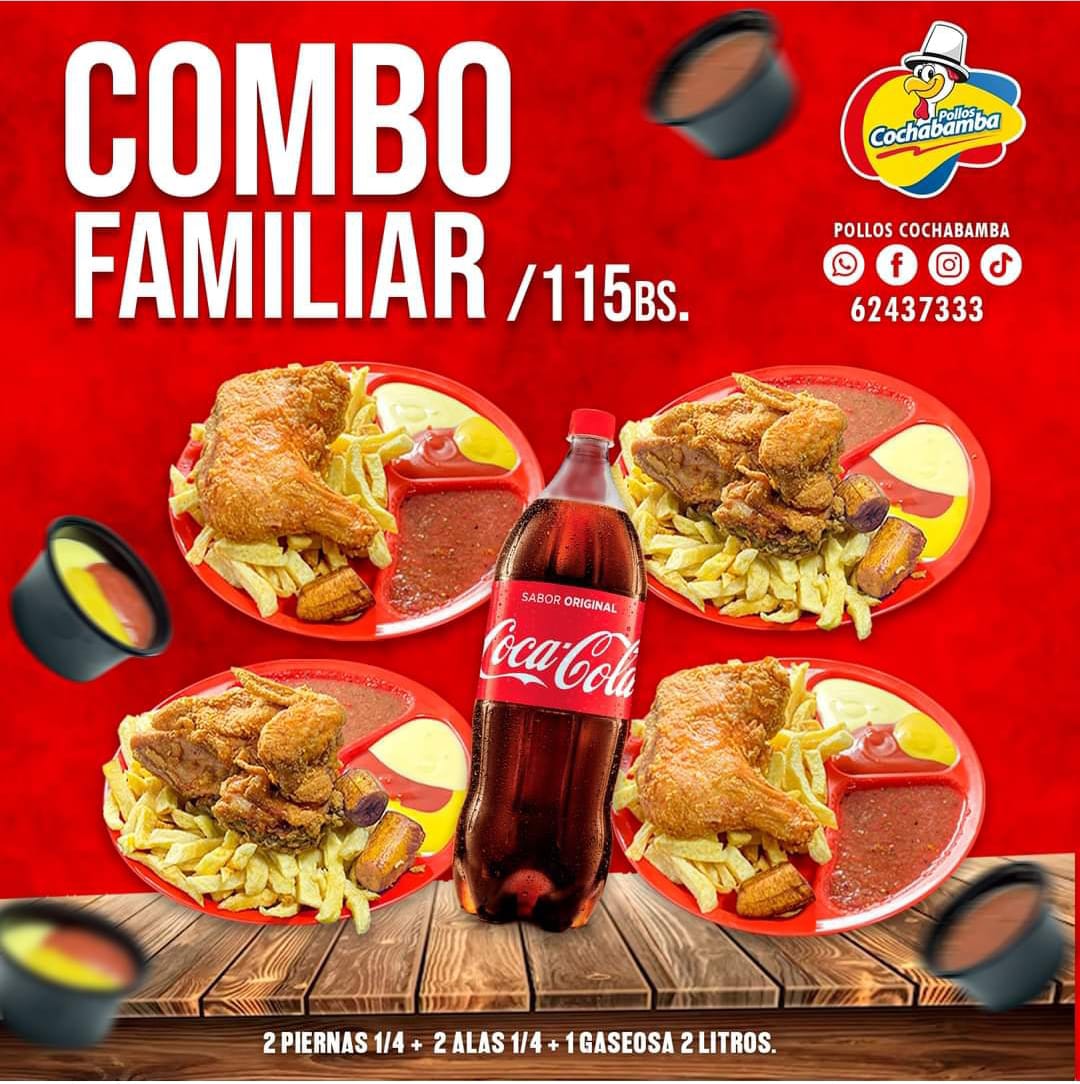 COMBO
FAMILIAR /115BS.
Pollos
Cochabamba
POLLOS COCHABAMBA
62437333
SABOR ORIGINAL
Coca-Cola
2 PIERNAS 1/4 + 2 ALAS 1/4 + 1 GASEOSA 2 LITROS.